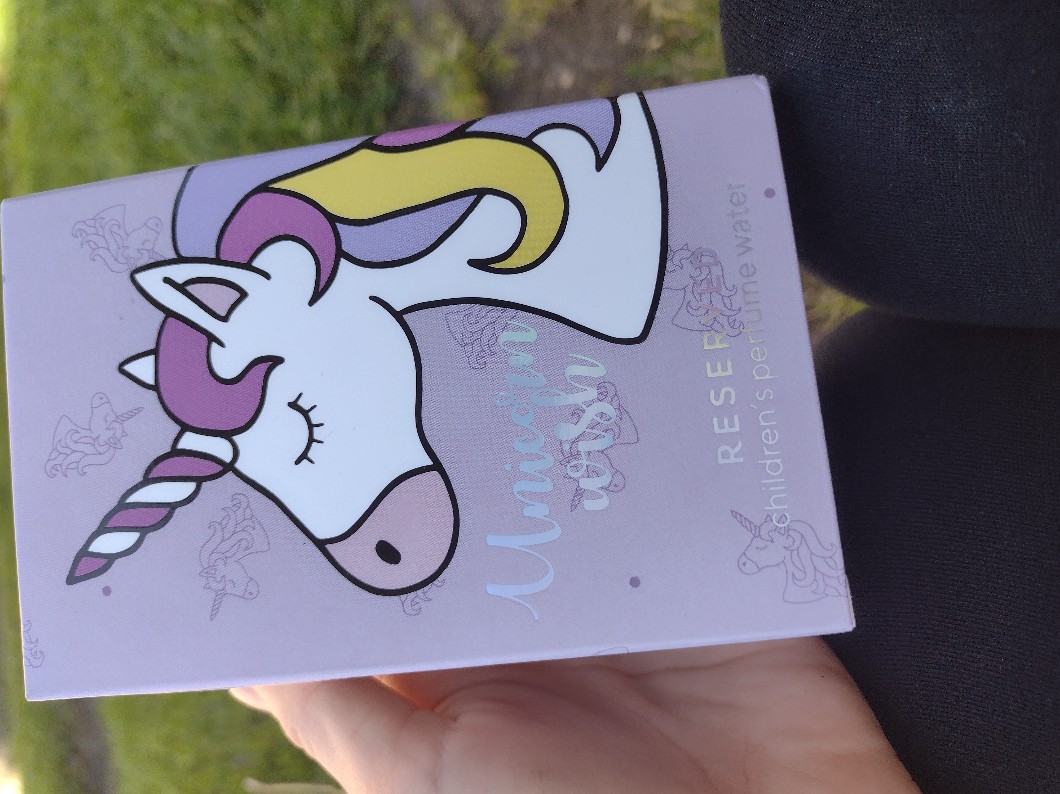 Unicorn
wish
RESERVED
children's perfume water